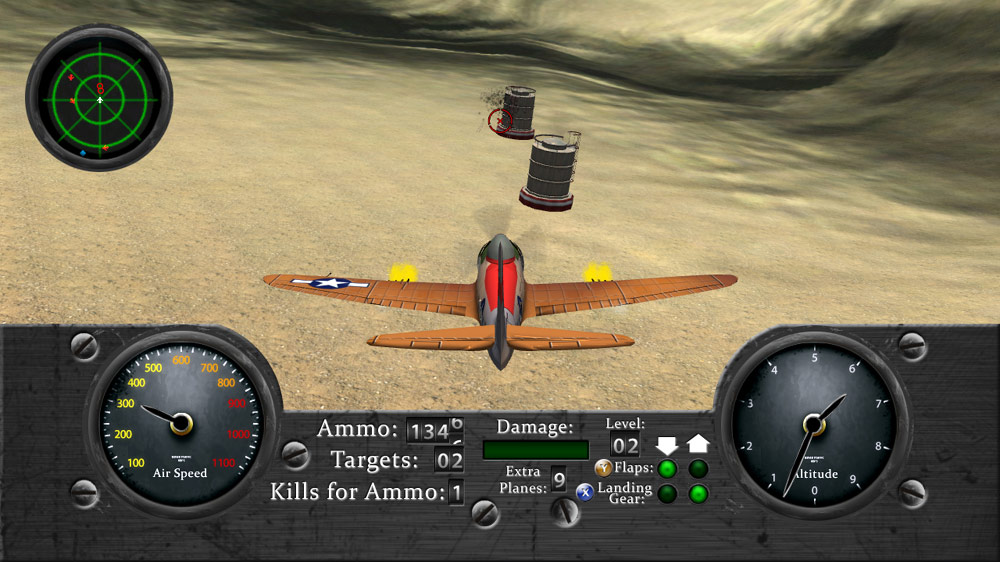 600
500
700
400
800
300
900
200
1000
100
1100
Air Speed
Ammo: 1346
Targets: 02
Kills for Ammo: 1
Damage:
Extra
Planes: 9
Level:
02
Y Flaps:
X Landing
Gear:
5
4
6
3
7
2
8
1
9
0
Altitude